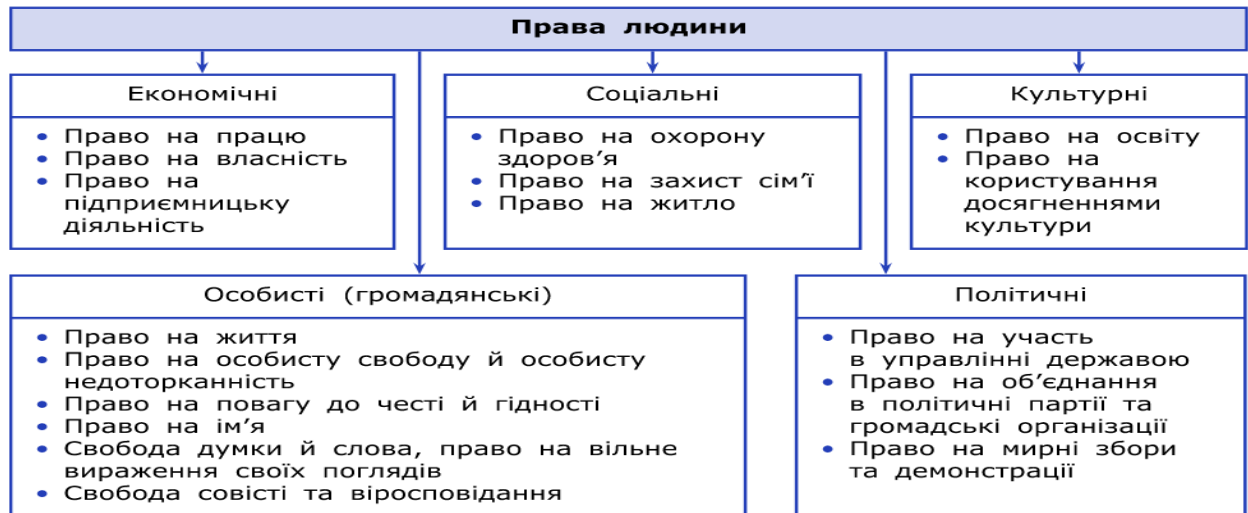 Права людини
Економічні
• Право на працю
• Право на власність
• Право на
підприємницьку
діяльність
Соціальні
• Право на охорону
здоров’я
• Право на захист сім’ї
• Право на житло
Культурні
• Право на освіту
• Право на
користування
досягненнями
культури
Особисті (громадянські)
• Право на життя
• Право на особисту свободу й особисту
недоторканність
• Право на повагу до честі й гідності
• Право на ім’я
• Свобода думки й слова, право на вільне
вираження своїх поглядів
• Свобода совісті та віросповідання
Політичні
• Право на участь
в управлінні державою
• Право на об’єднання
в політичні партії та
громадські організації
• Право на мирні збори
та демонстрації